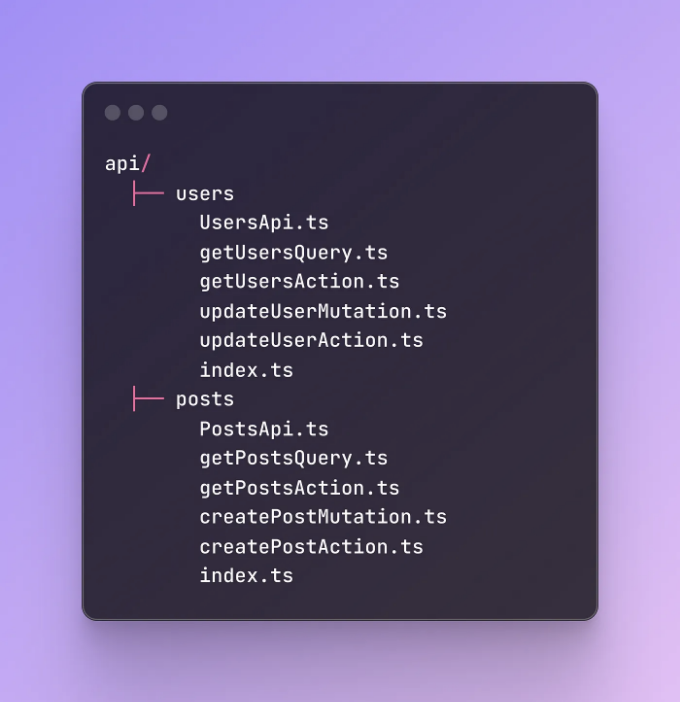 api/
├── users
UsersApi.ts
getUsersQuery.ts
getUsersAction.ts
updateUserMutation.ts
updateUserAction.ts
index.ts
├── posts
PostsApi.ts
getPostsQuery.ts
getPostsAction.ts
createPostMutation.ts
createPostAction.ts
index.ts